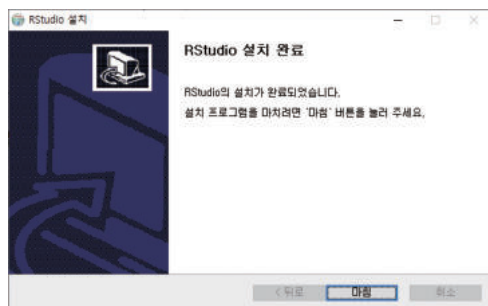 RStudio 설치
RStudio 설치 완료
RStudio의 설치가 완료되었습니다.
설치 프로그램을 마치려면 '마침' 버튼을 눌러 주세요.
< 뒤로
마침
취소